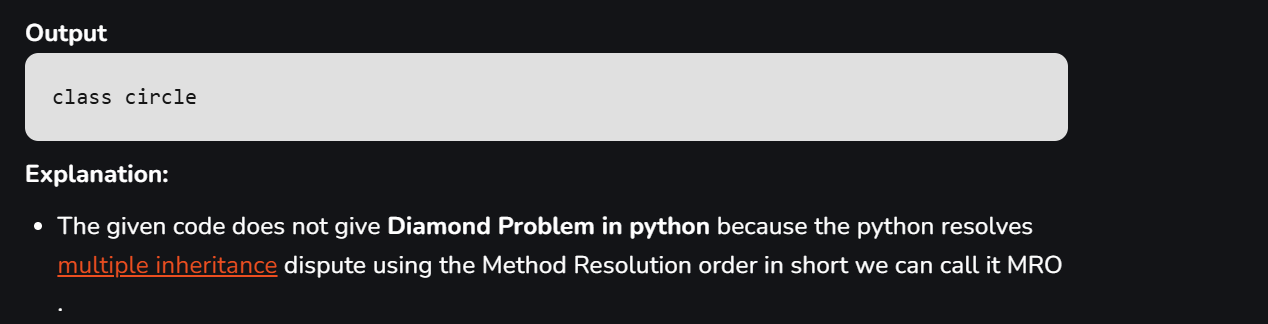 Output
class circle
Explanation:
• The given code does not give Diamond Problem in python because the python resolves
multiple inheritance dispute using the Method Resolution order in short we can call it MRO
.